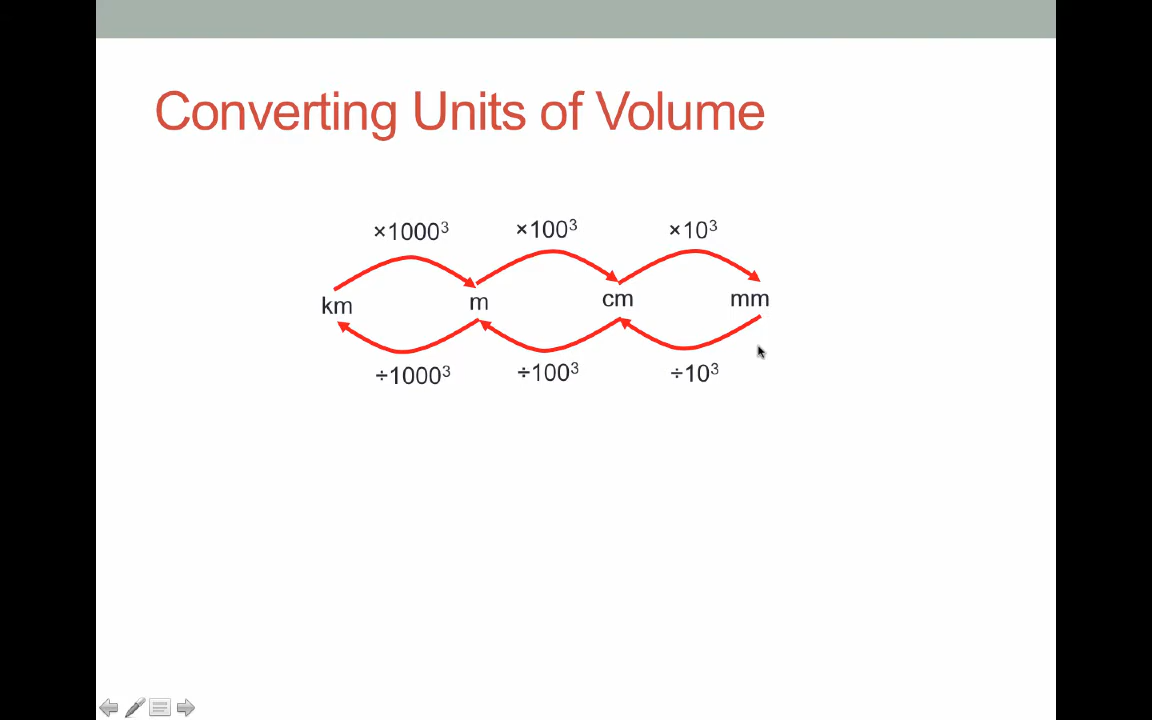 Converting Units of Volume
×1000³ ×100³ ×10³
km m cm mm
÷1000³ ÷100³ ÷10³